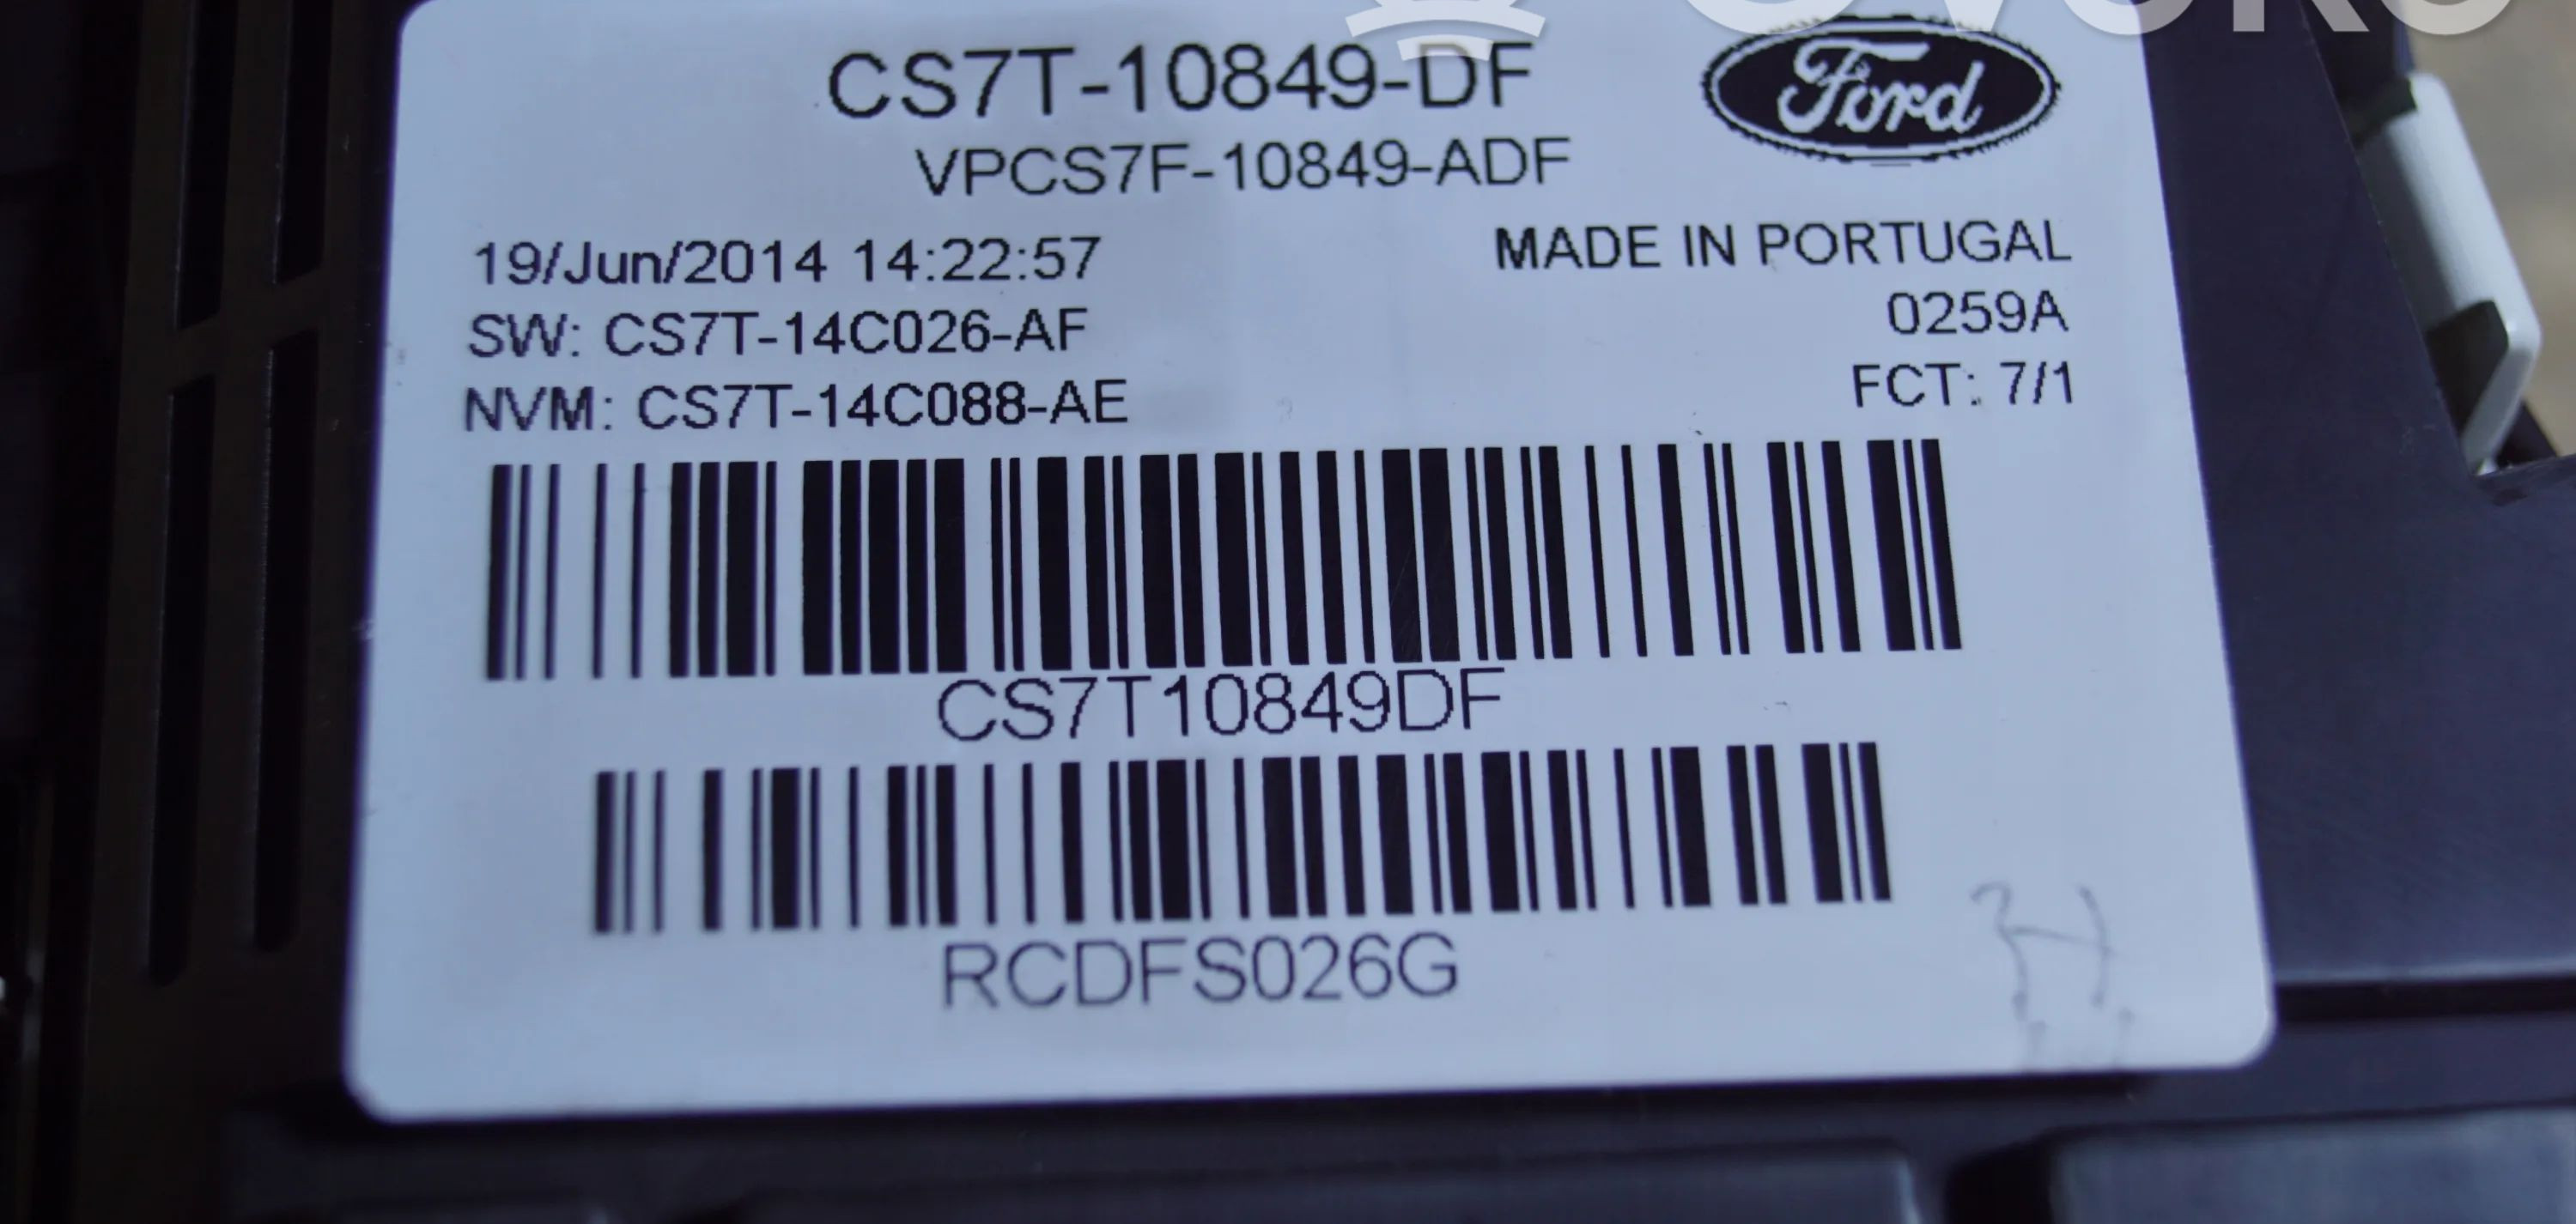 CS7T-10849-DF
Ford
VPCS7F-10849-ADF
19/Jun/2014 14:22:57
MADE IN PORTUGAL
SW: CS7T-14C026-AF
0259A
NVM: CS7T-14C088-AE
FCT: 7/1
CS7T10849DF
RCDFS026G